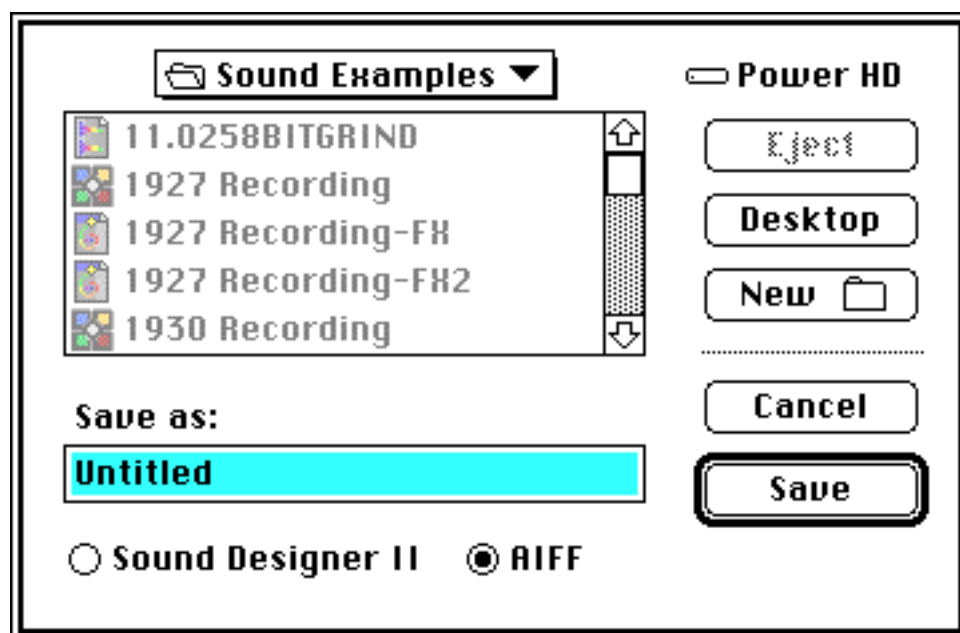 Sound Examples
Power HD
11.0258BITGRIND
1927 Recording
1927 Recording-FX
1927 Recording-FX2
1930 Recording
Eject
Desktop
New
Cancel
Save
Save as:
Untitled
Sound Designer II
AIFF